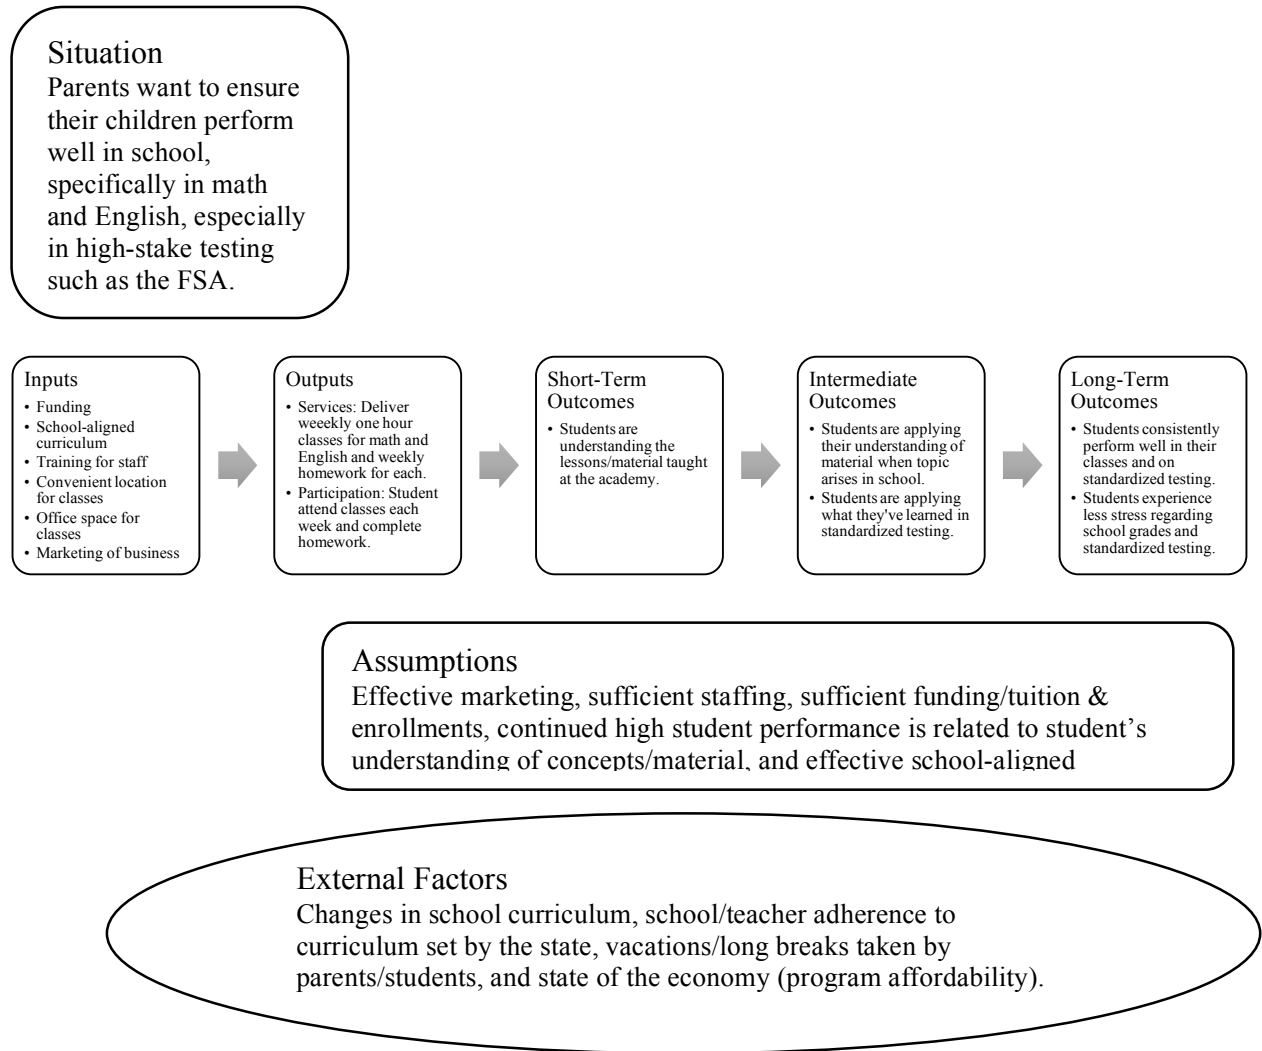 Situation
Parents want to ensure
their children perform
well in school,
specifically in math
and English, especially
in high-stake testing
such as the FSA.
Inputs
• Funding
• School-aligned
curriculum
• Training for staff
• Convenient location
for classes
• Office space for
classes
• Marketing of business
Outputs
• Services: Deliver
weeekly one hour
classes for math and
English and weekly
homework for each.
• Participation: Student
attend classes each
week and complete
homework.
Short-Term
Outcomes
• Students are
understanding the
lessons/material taught
at the academy.
Intermediate
Outcomes
• Students are applying
their understanding of
material when topic
arises in school.
• Students are applying
what they've learned in
standardized testing.
Long-Term
Outcomes
• Students consistently
perform well in their
classes and on
standardized testing.
• Students experience
less stress regarding
school grades and
standardized testing.
Assumptions
Effective marketing, sufficient staffing, sufficient funding/tuition &
enrollments, continued high student performance is related to student’s
understanding of concepts/material, and effective school-aligned
External Factors
Changes in school curriculum, school/teacher adherence to
curriculum set by the state, vacations/long breaks taken by
parents/students, and state of the economy (program affordability).